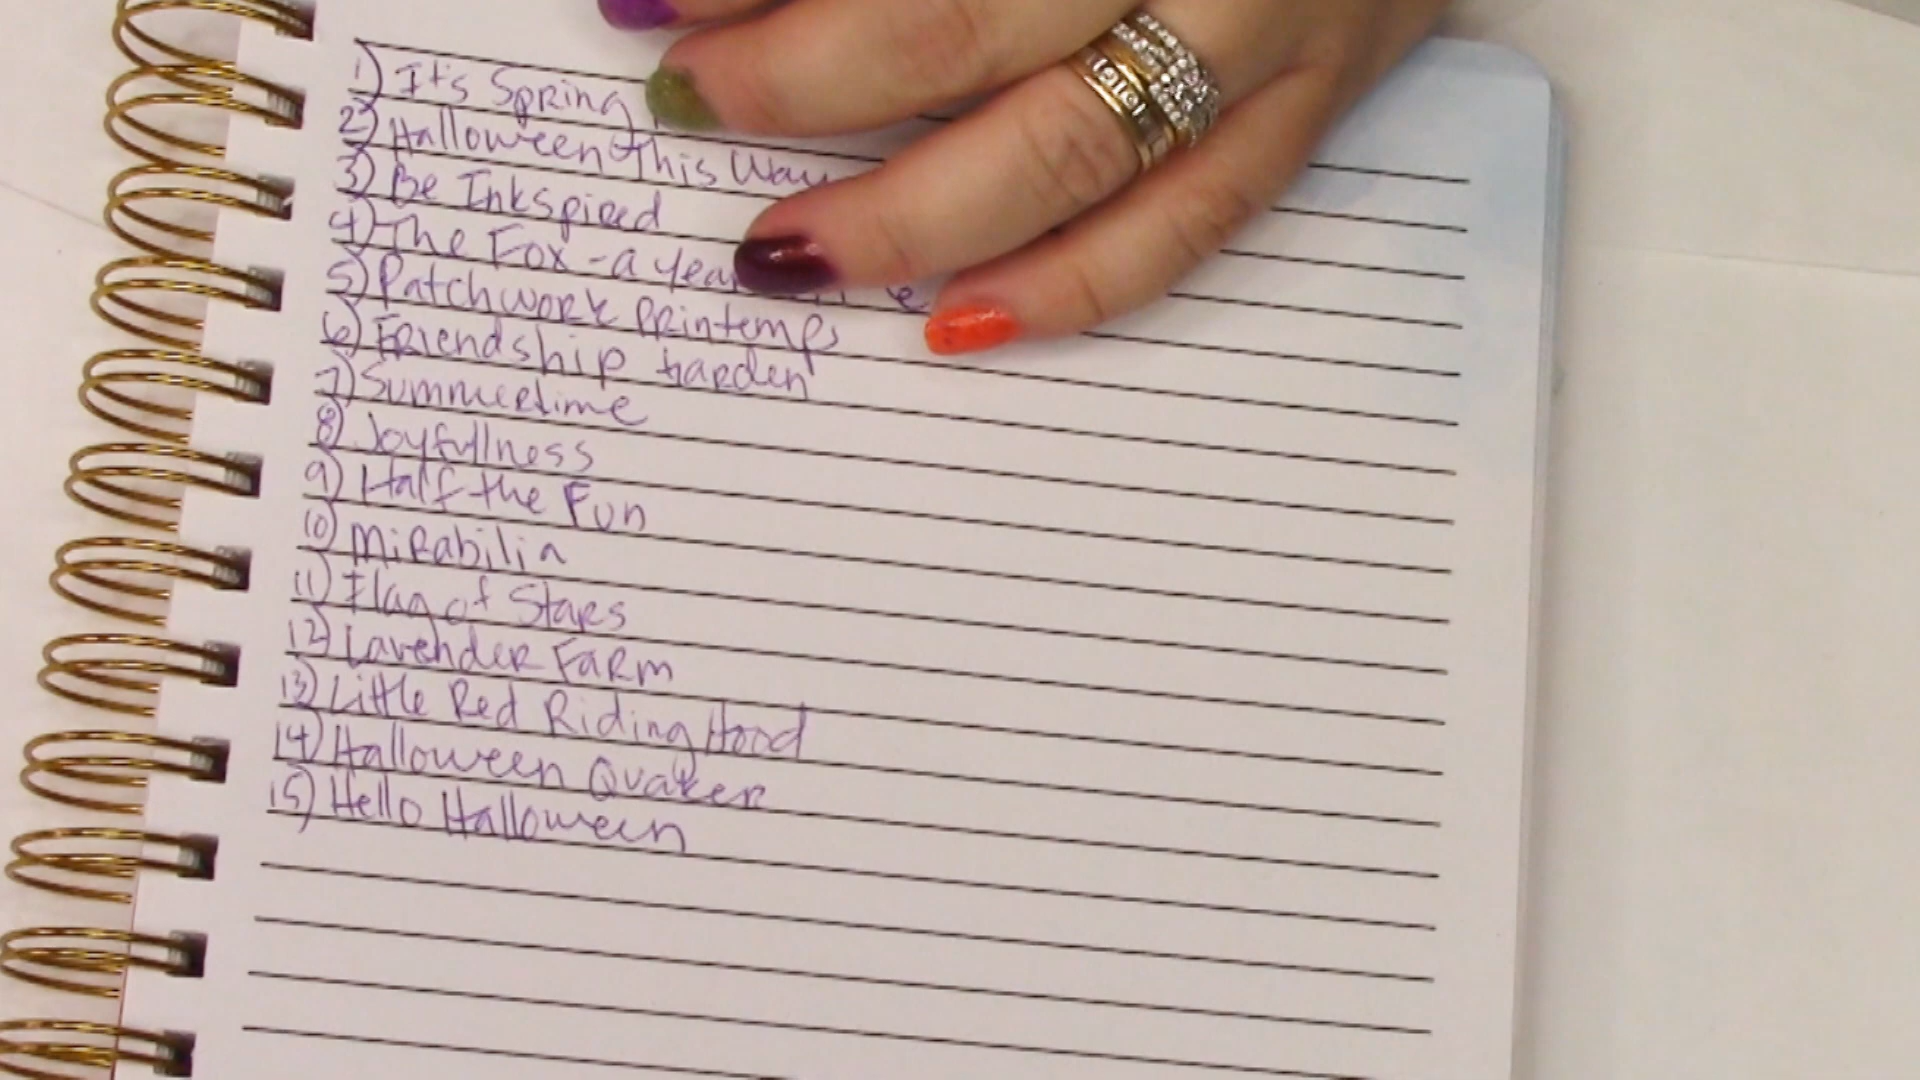 1) It's Spring
2) Halloween This Way
3) Be Inkspired
4) The Fox - a year
5) Patchwork Printemps
6) Friendship Garden
7) Summertime
8) Joyfullness
9) Half the Fun
10) Mirabilia
11) Flag of Stars
12) Lavender Farm
13) Little Red Riding Hood
14) Halloween Quaker
15) Hello Halloween